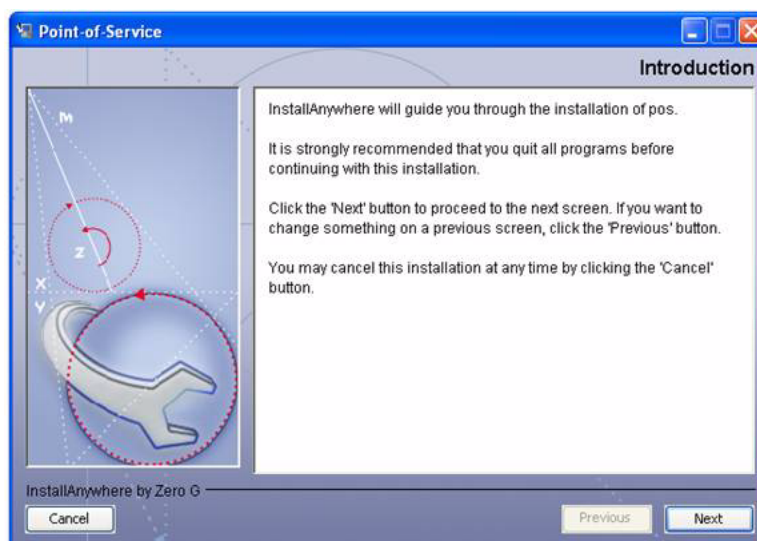 Point-of-Service
Introduction
M
Z
X
Y
InstallAnywhere will guide you through the installation of pos.
It is strongly recommended that you quit all programs before
continuing with this installation.
Click the 'Next' button to proceed to the next screen. If you want to
change something on a previous screen, click the 'Previous' button.
You may cancel this installation at any time by clicking the 'Cancel'
button.
InstallAnywhere by Zero G
Cancel
Previous
Next